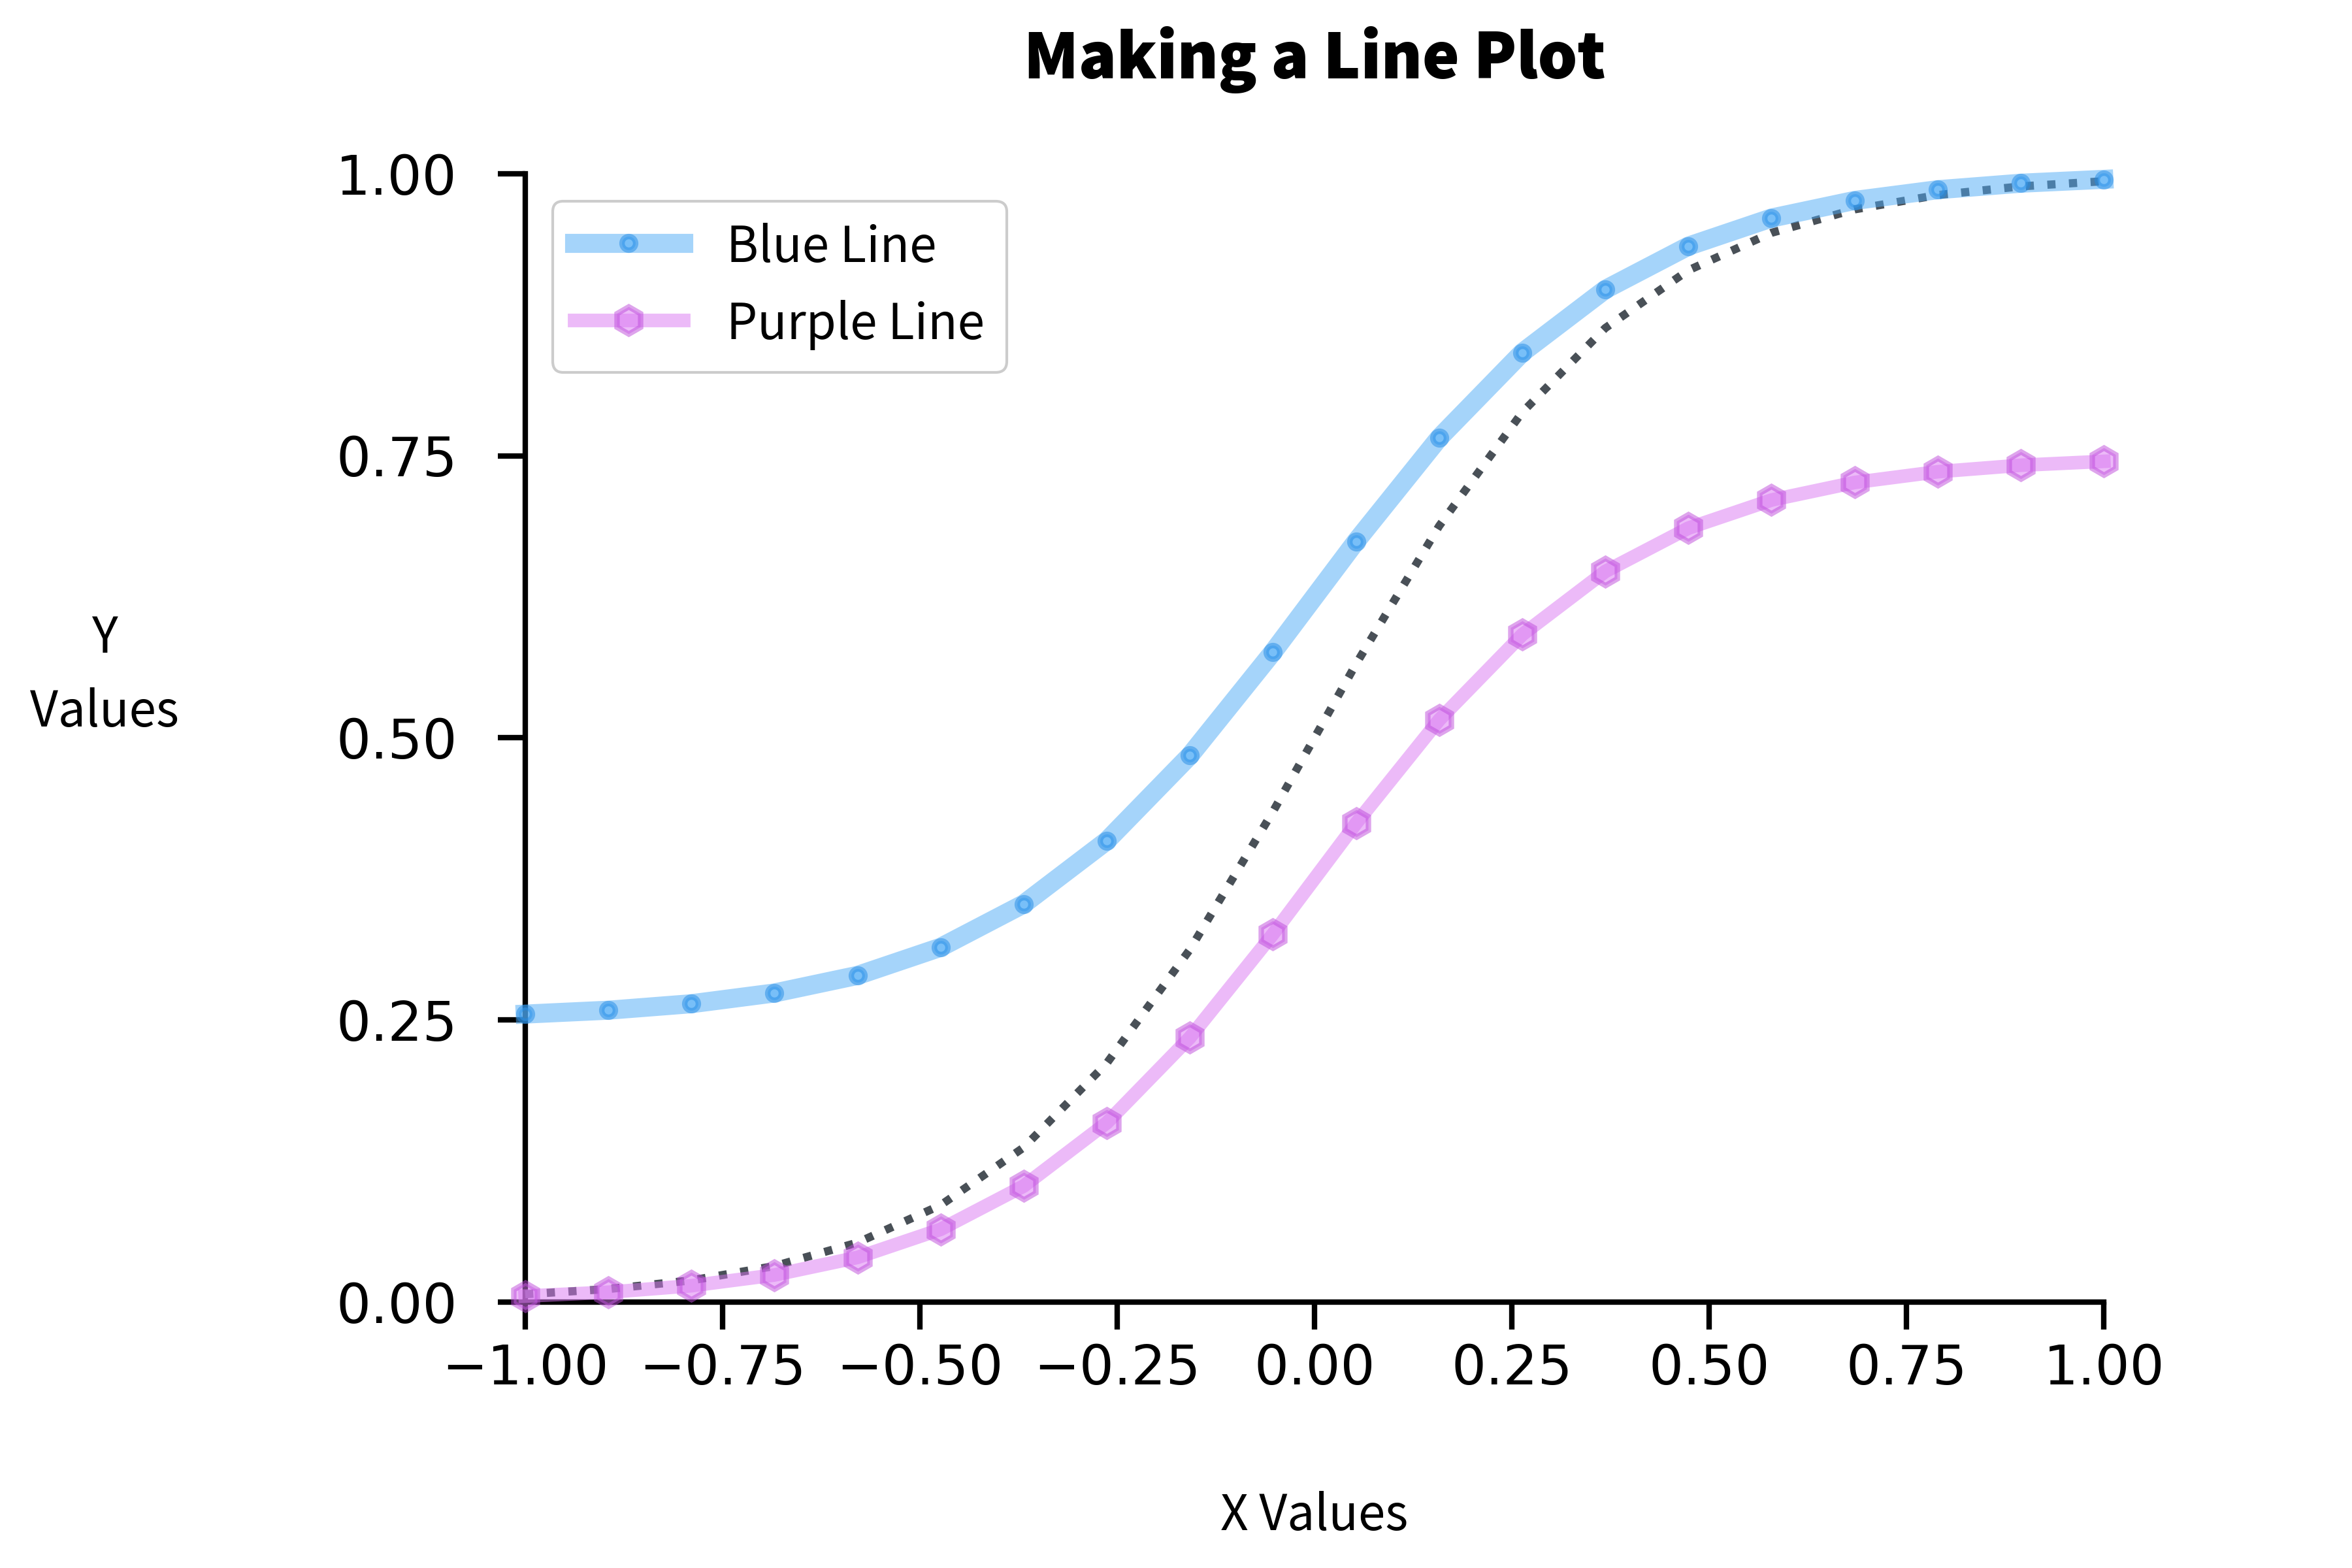 Making a Line Plot
1.00
0.75
0.50
0.25
0.00
Blue Line
Purple Line
Y
Values
−1.00 −0.75 −0.50 −0.25 0.00 0.25 0.50 0.75 1.00
X Values